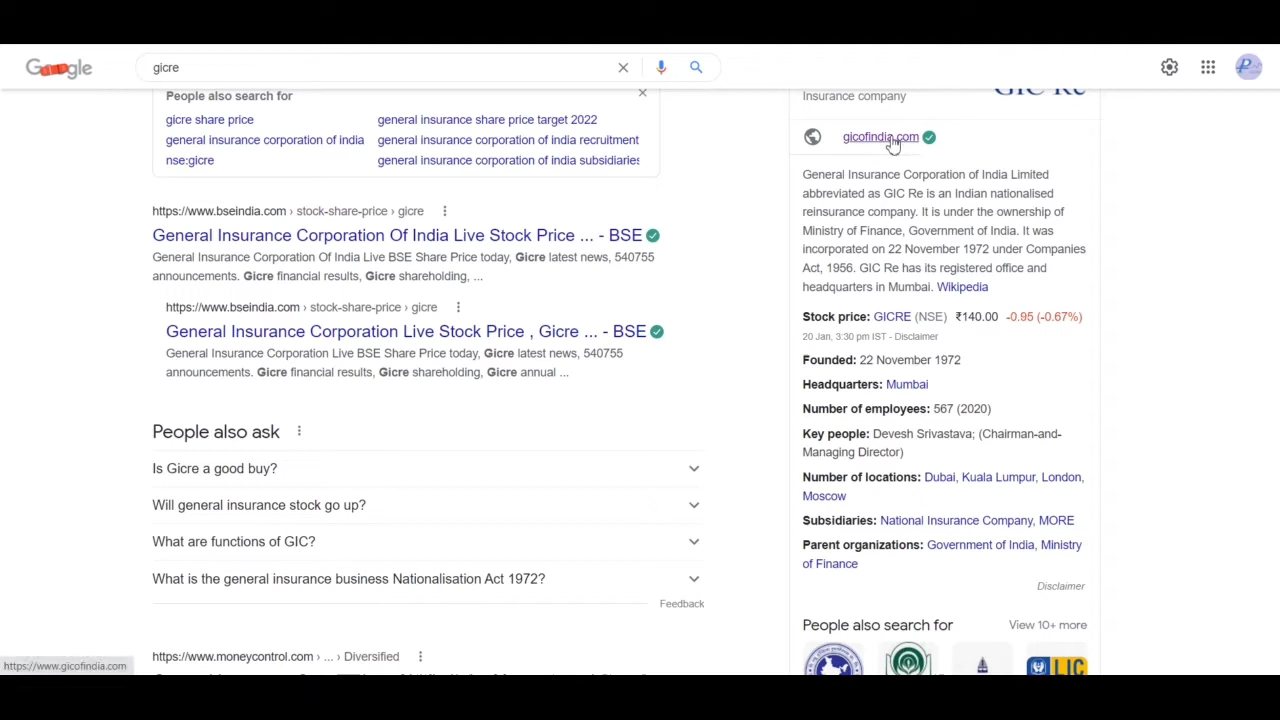 Google
gicre
People also search for
gicre share price
general insurance share price target 2022
general insurance corporation of india
general insurance corporation of india recruitment
nse:gicre
general insurance corporation of india subsidiaries
https://www.bseindia.com › stock-share-price › gicre
General Insurance Corporation Of India Live Stock Price ... - BSE
General Insurance Corporation Of India Live BSE Share Price today, Gicre latest news, 540755
announcements. Gicre financial results, Gicre shareholding, ...
https://www.bseindia.com › stock-share-price › gicre
General Insurance Corporation Live Stock Price , Gicre ... - BSE
General Insurance Corporation Live BSE Share Price today, Gicre latest news, 540755
announcements. Gicre financial results, Gicre shareholding, Gicre annual ...
People also ask
Is Gicre a good buy?
Will general insurance stock go up?
What are functions of GIC?
What is the general insurance business Nationalisation Act 1972?
Feedback
https://www.moneycontrol.com › ... › Diversified
https://www.gicofindia.com
GIC Re
Insurance company
gicofindia.com
General Insurance Corporation of India Limited
abbreviated as GIC Re is an Indian nationalised
reinsurance company. It is under the ownership of
Ministry of Finance, Government of India. It was
incorporated on 22 November 1972 under Companies
Act, 1956. GIC Re has its registered office and
headquarters in Mumbai. Wikipedia
Stock price: GICRE (NSE) ₹140.00 -0.95 (-0.67%)
20 Jan, 3:30 pm IST - Disclaimer
Founded: 22 November 1972
Headquarters: Mumbai
Number of employees: 567 (2020)
Key people: Devesh Srivastava; (Chairman-and-
Managing Director)
Number of locations: Dubai, Kuala Lumpur, London,
Moscow
Subsidiaries: National Insurance Company, MORE
Parent organizations: Government of India, Ministry
of Finance
Disclaimer
People also search for
View 10+ more
LIC